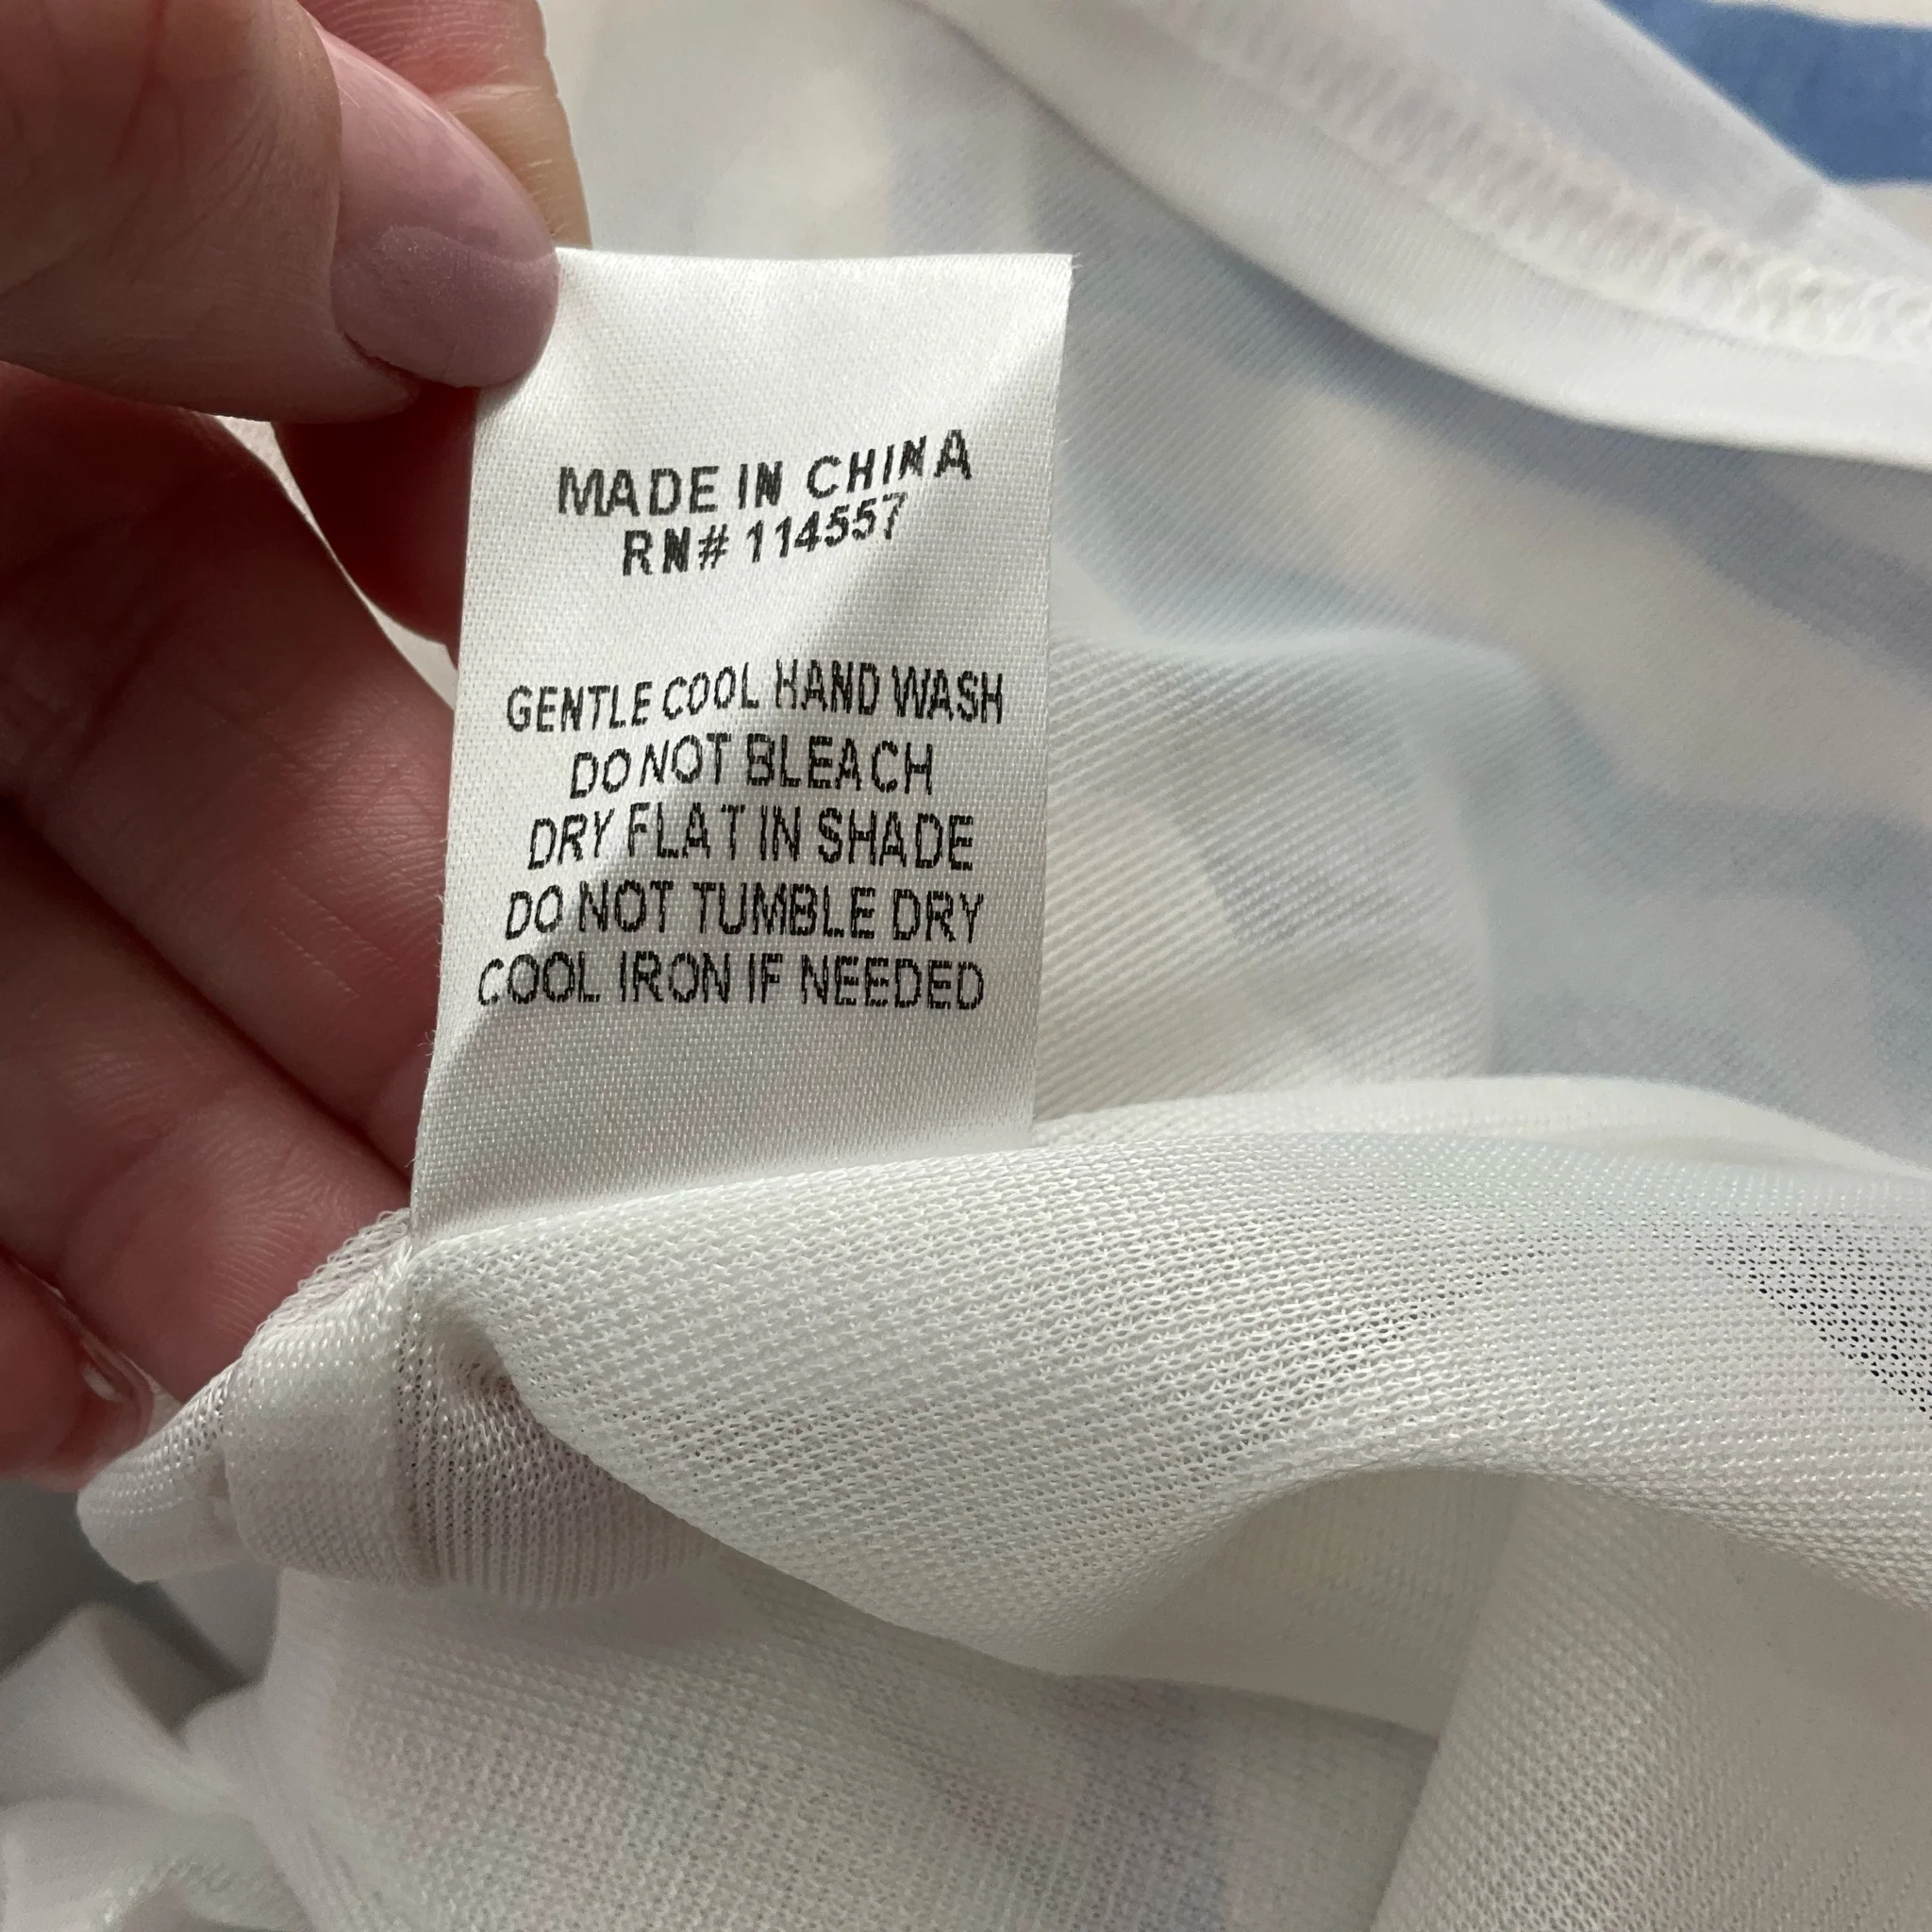 MADE IN CHINA
RN# 114557
GENTLE COOL HAND WASH
DO NOT BLEACH
DRY FLAT IN SHADE
DO NOT TUMBLE DRY
COOL IRON IF NEEDED